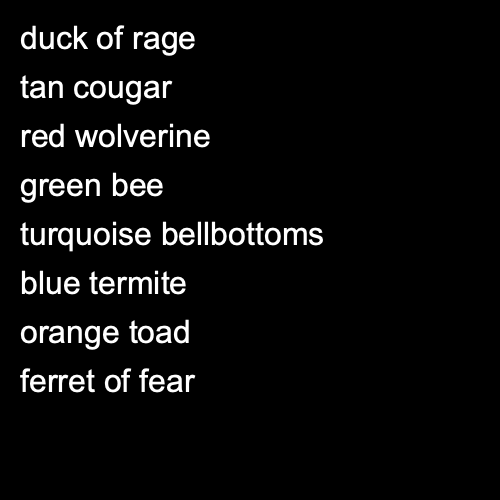 duck of rage
tan cougar
red wolverine
green bee
turquoise bellbottoms
blue termite
orange toad
ferret of fear